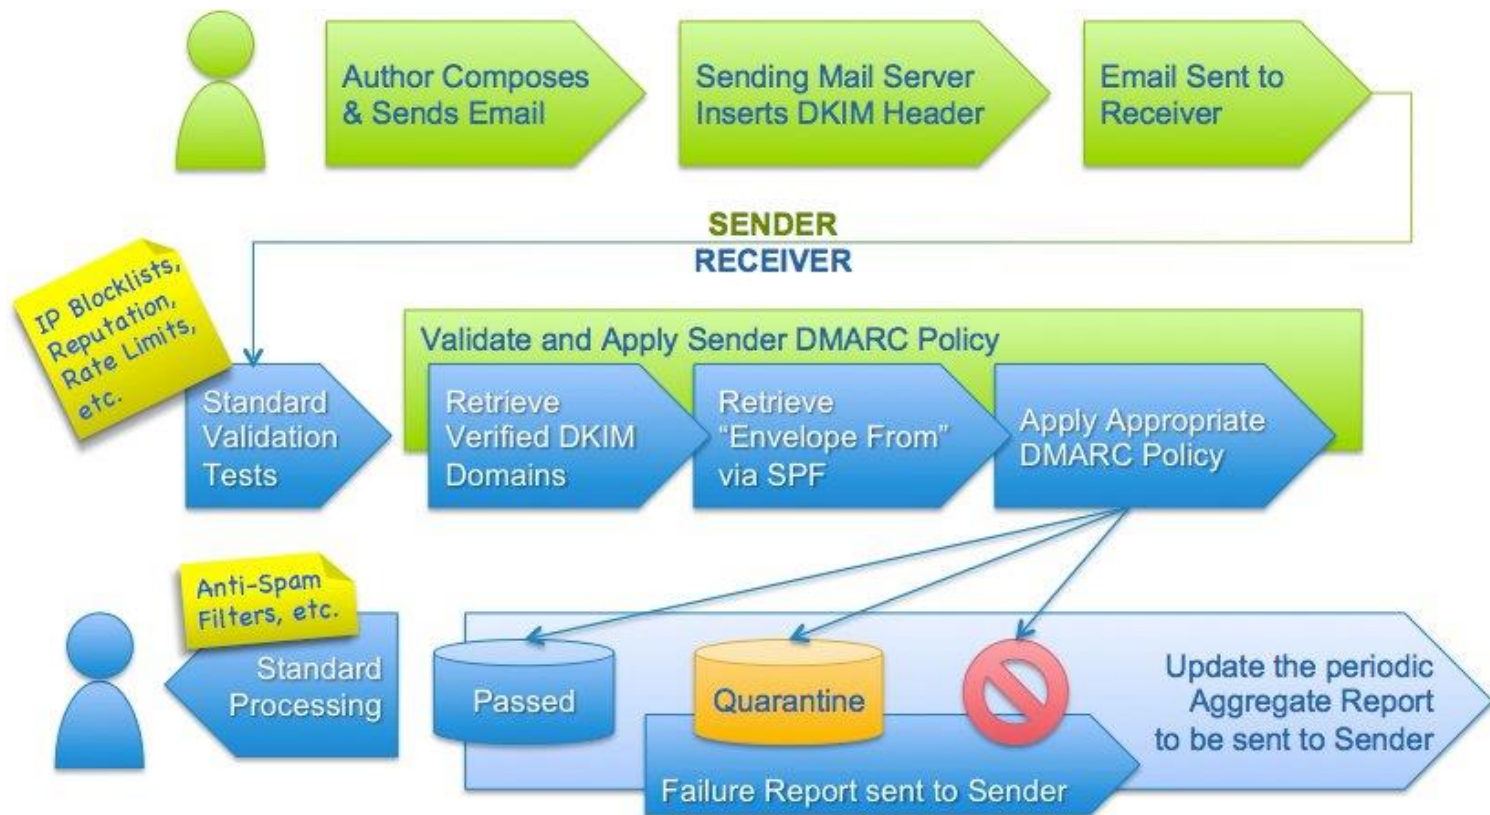 Author Composes
& Sends Email
Sending Mail Server
Inserts DKIM Header
Email Sent to
Receiver
SENDER
RECEIVER
IP Blocklists,
Reputation,
Rate Limits,
etc.
Standard
Validation
Tests
Validate and Apply Sender DMARC Policy
Retrieve
Verified DKIM
Domains
Retrieve
“Envelope From”
via SPF
Apply Appropriate
DMARC Policy
Anti-Spam
Filters, etc.
Standard
Processing
Passed
Quarantine
Update the periodic
Aggregate Report
to be sent to Sender
Failure Report sent to Sender